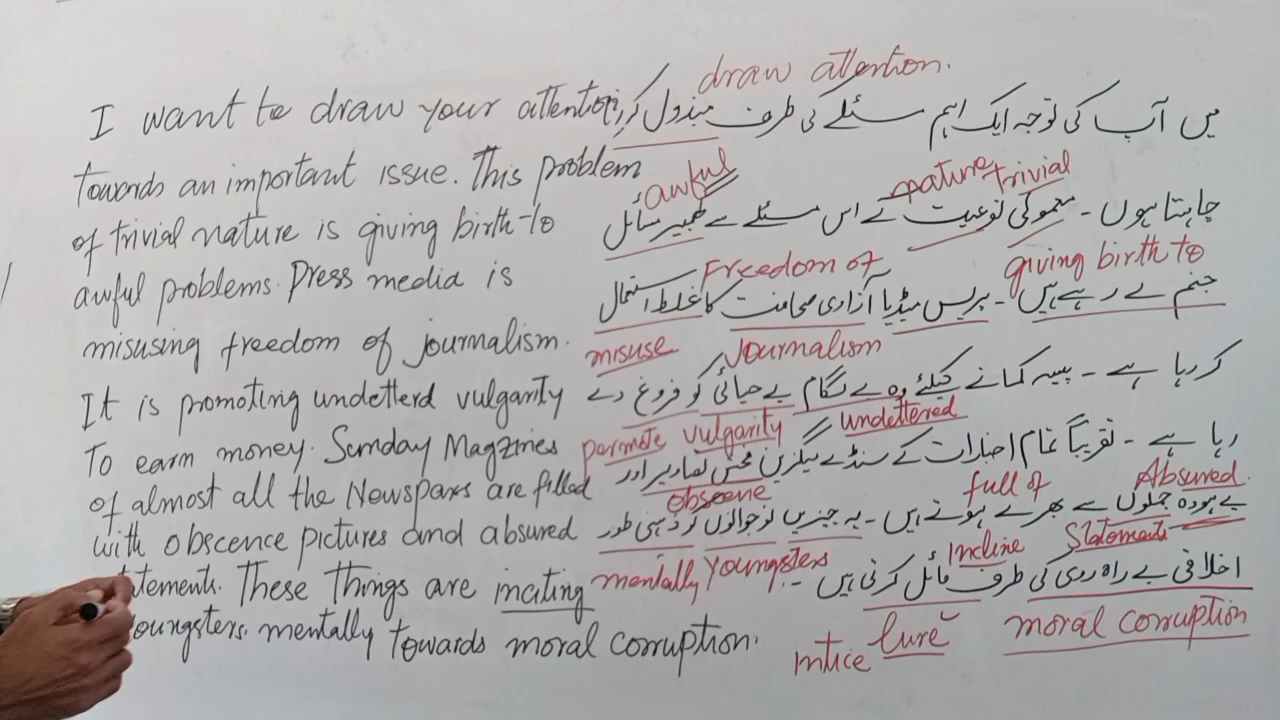 I want to draw your attention
towards an important issue. This problem
of trivial nature is giving birth to
awful problems. Press media is
misusing freedom of journalism.
It is promoting undetterd vulgarity
To earn money. Sunday Magzines
of almost all the Newspaxrs are filled
with obscence pictures and absured
tements. These Things are inciting
oungsters. mentally towards moral corruption.
draw attention.
میں آپ کی توجہ ایک اہم مسئلے کی طرف مبذول کرنا
awful nature trivial
چاہتا ہوں ۔ معمولی نوعیت کے اس مسئلے سے گھمبیر مسائل
Freedom of giving birth to
جنم لے رہے ہیں ۔ پریس میڈیا آزادی صحافت کا غلط استعمال
misuse Journalism
کر رہا ہے ۔ پیسہ کمانے کیلئے وہ بے لگام بے حیائی کو فروغ دے
promote vulgarity undettered
رہا ہے ۔ تقریباً تمام اخبارات کے سنڈے میگزین فحش تصاویر اور
obscene full of Absured
بے ہودہ جملوں سے بھرے ہوتے ہیں ۔ یہ چیزیں نوجوانوں کو ذہنی طور
mentally Youngsters Incline Statements
اخلاقی بے راہ روی کی طرف مائل کرتی ہیں ۔
intice lure moral corruption